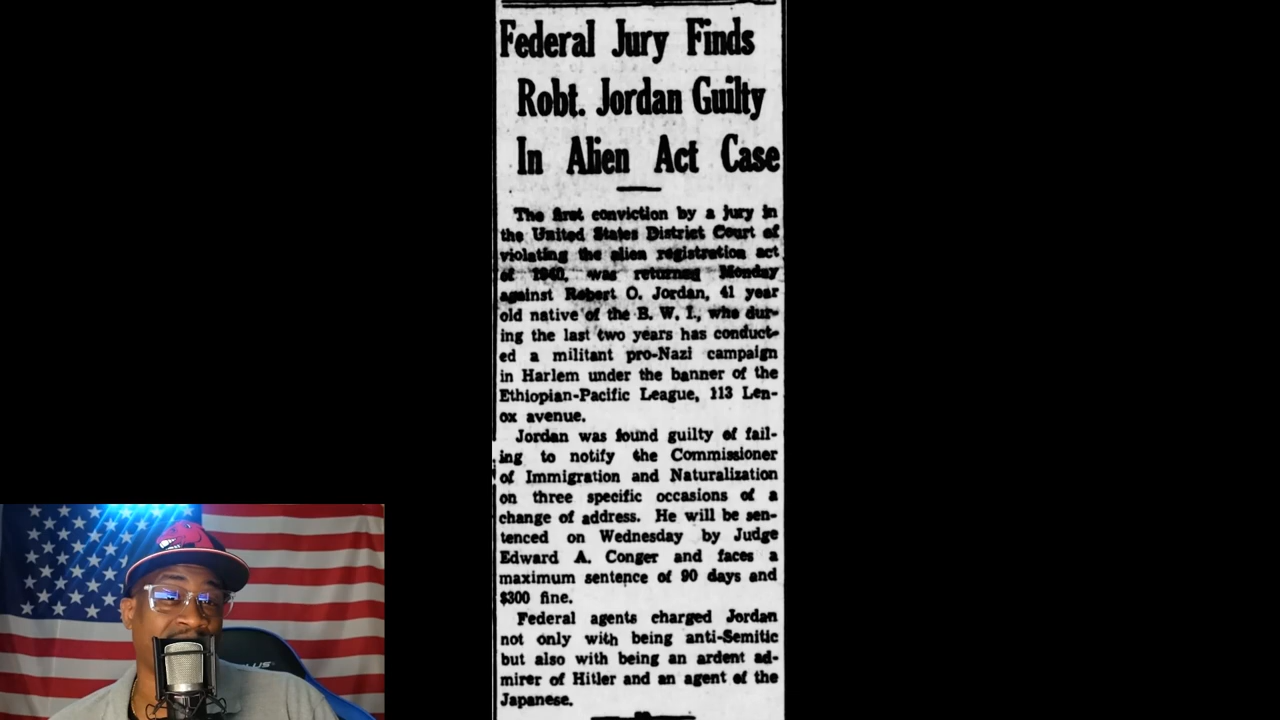 Federal Jury Finds
Robt. Jordan Guilty
In Alien Act Case
The first conviction by a jury in
the United States District Court of
violating the alien registration act
of 1940, was returned Monday
against Robert O. Jordan, 41 year
old native of the B. W. I., who dur-
ing the last two years has conduct-
ed a militant pro-Nazi campaign
in Harlem under the banner of the
Ethiopian-Pacific League, 113 Len-
ox avenue.
Jordan was found guilty of fail-
ing to notify the Commissioner
of Immigration and Naturalization
on three specific occasions of a
change of address. He will be sen-
tenced on Wednesday by Judge
Edward A. Conger and faces a
maximum sentence of 90 days and
$300 fine.
Federal agents charged Jordan
not only with being anti-Semitic
but also with being an ardent ad-
mirer of Hitler and an agent of the
Japanese.